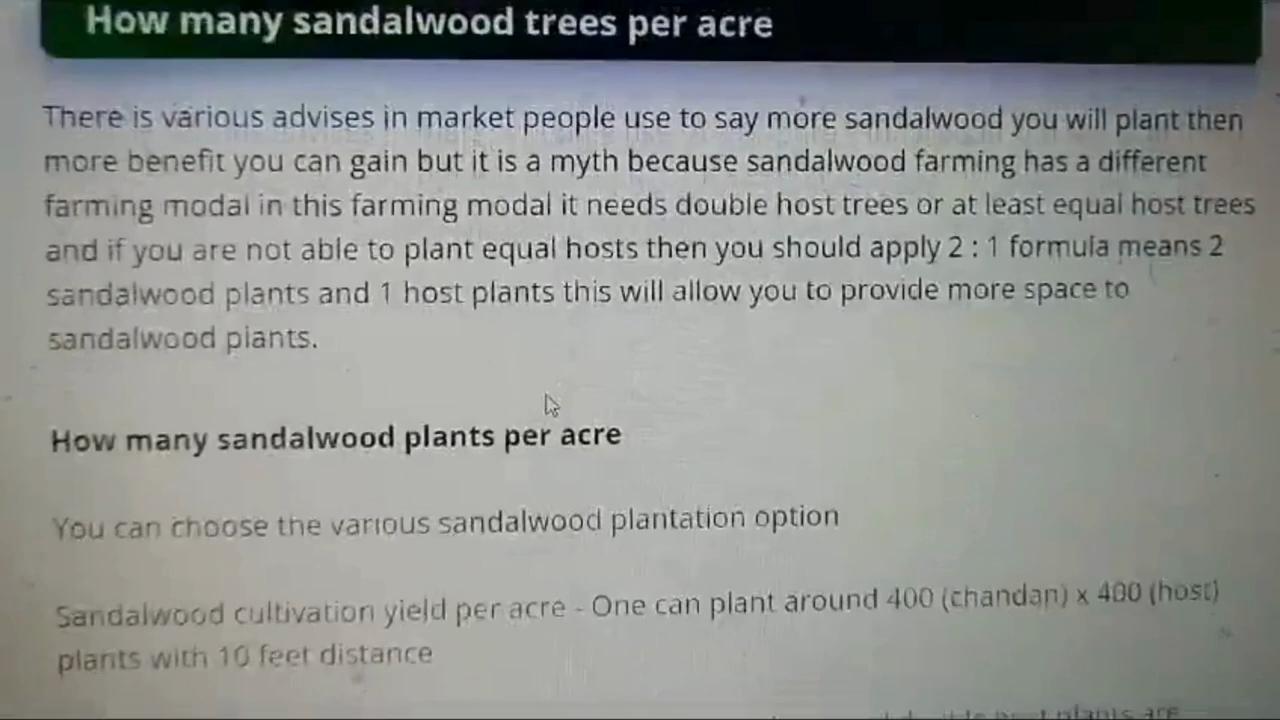 How many sandalwood trees per acre
There is various advises in market people use to say more sandalwood you will plant then
more benefit you can gain but it is a myth because sandalwood farming has a different
farming modal in this farming modal it needs double host trees or at least equal host trees
and if you are not able to plant equal hosts then you should apply 2 : 1 formula means 2
sandalwood plants and 1 host plants this will allow you to provide more space to
sandalwood plants.
How many sandalwood plants per acre
You can choose the various sandalwood plantation option
Sandalwood cultivation yield per acre - One can plant around 400 (chandan) x 400 (host)
plants with 10 feet distance
host plants are